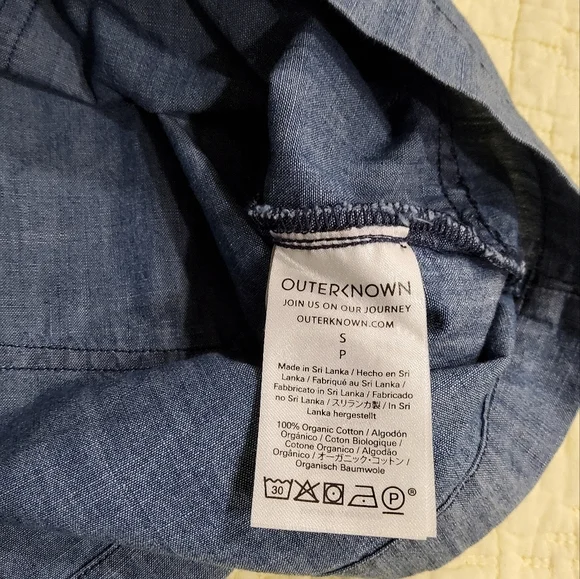 OUTERKNOWN
JOIN US ON OUR JOURNEY
OUTERKNOWN.COM
S
P
Made in Sri Lanka / Hecho en Sri
Lanka / Fabriqué au Sri Lanka /
Fabbricato in Sri Lanka / Fabricado
no Sri Lanka / スリランカ製 / In Sri
Lanka hergestellt
100% Organic Cotton / Algodón
Orgánico / Coton Biologique /
Cotone Organico / Algodão
Orgânico / オーガニック・コットン /
Organisch Baumwole
30 P ®